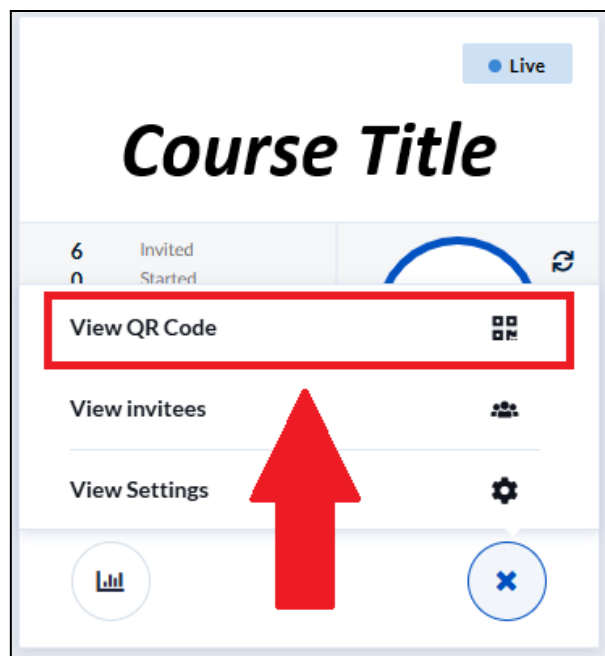 Live
Course Title
6 Invited
0 Started
View QR Code
View invitees
View Settings